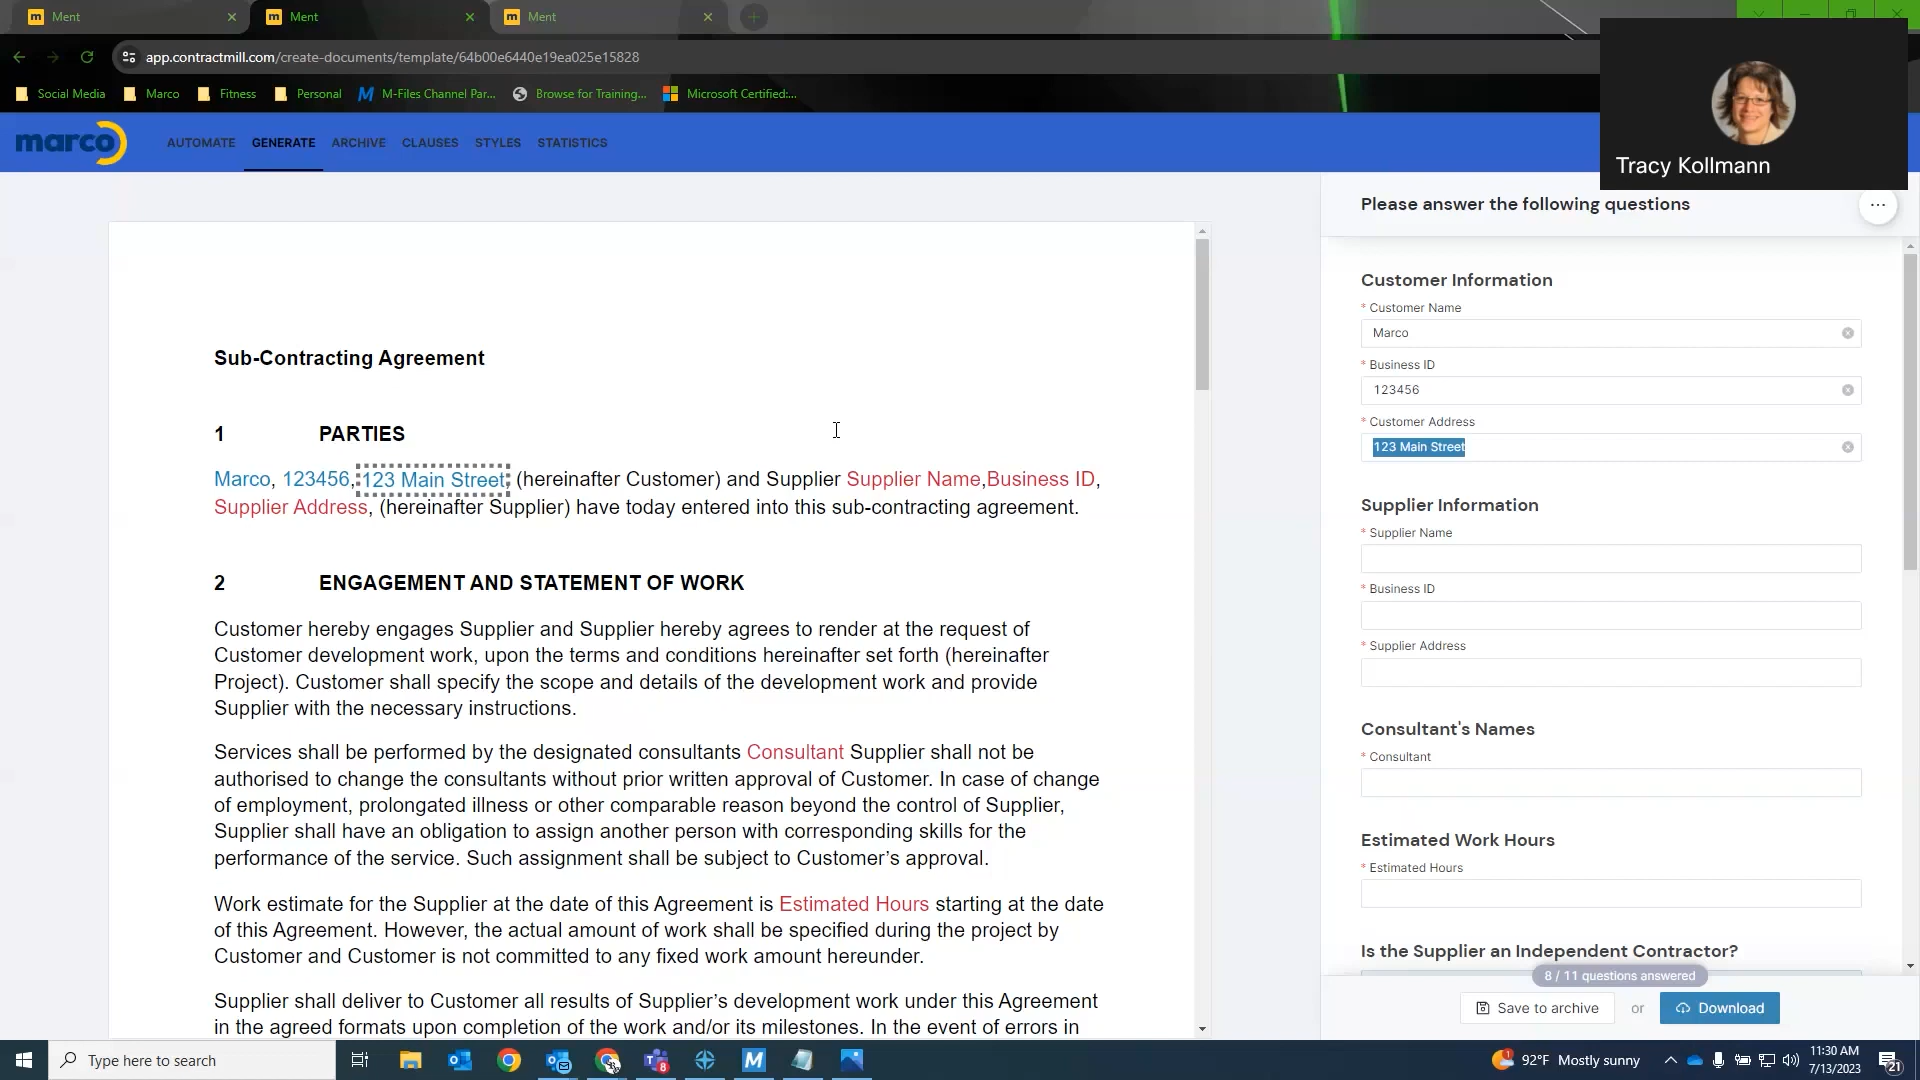 Ment
Ment
Ment
app.contractmill.com/create-documents/template/64b00e6440e19ea025e15828
Social Media
Marco
Fitness
Personal
M-Files Channel Par...
Browse for Training...
Microsoft Certified:...
Tracy Kollmann
marco
AUTOMATE
GENERATE
ARCHIVE
CLAUSES
STYLES
STATISTICS
Sub-Contracting Agreement
1 PARTIES
Marco, 123456, 123 Main Street, (hereinafter Customer) and Supplier Supplier Name,Business ID,
Supplier Address, (hereinafter Supplier) have today entered into this sub-contracting agreement.
2 ENGAGEMENT AND STATEMENT OF WORK
Customer hereby engages Supplier and Supplier hereby agrees to render at the request of
Customer development work, upon the terms and conditions hereinafter set forth (hereinafter
Project). Customer shall specify the scope and details of the development work and provide
Supplier with the necessary instructions.
Services shall be performed by the designated consultants Consultant Supplier shall not be
authorised to change the consultants without prior written approval of Customer. In case of change
of employment, prolongated illness or other comparable reason beyond the control of Supplier,
Supplier shall have an obligation to assign another person with corresponding skills for the
performance of the service. Such assignment shall be subject to Customer’s approval.
Work estimate for the Supplier at the date of this Agreement is Estimated Hours starting at the date
of this Agreement. However, the actual amount of work shall be specified during the project by
Customer and Customer is not committed to any fixed work amount hereunder.
Supplier shall deliver to Customer all results of Supplier’s development work under this Agreement
in the agreed formats upon completion of the work and/or its milestones. In the event of errors in
Please answer the following questions
...
Customer Information
* Customer Name
Marco
* Business ID
123456
* Customer Address
123 Main Street
Supplier Information
* Supplier Name
* Business ID
* Supplier Address
Consultant's Names
* Consultant
Estimated Work Hours
* Estimated Hours
Is the Supplier an Independent Contractor?
8 / 11 questions answered
Save to archive
or
Download
Type here to search
92°F Mostly sunny
11:30 AM
7/13/2023
21